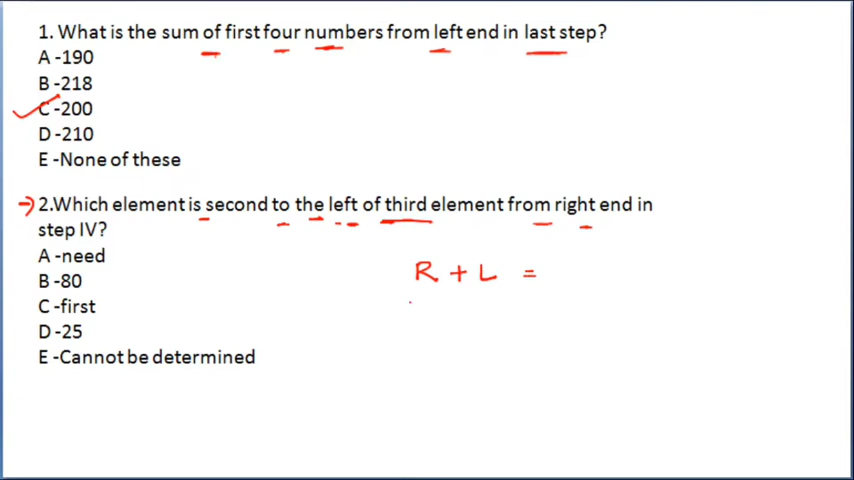 1. What is the sum of first four numbers from left end in last step?
A -190
B -218
C -200
D -210
E -None of these
2.Which element is second to the left of third element from right end in
step IV?
A -need
R + L =
B -80
C -first
D -25
E -Cannot be determined